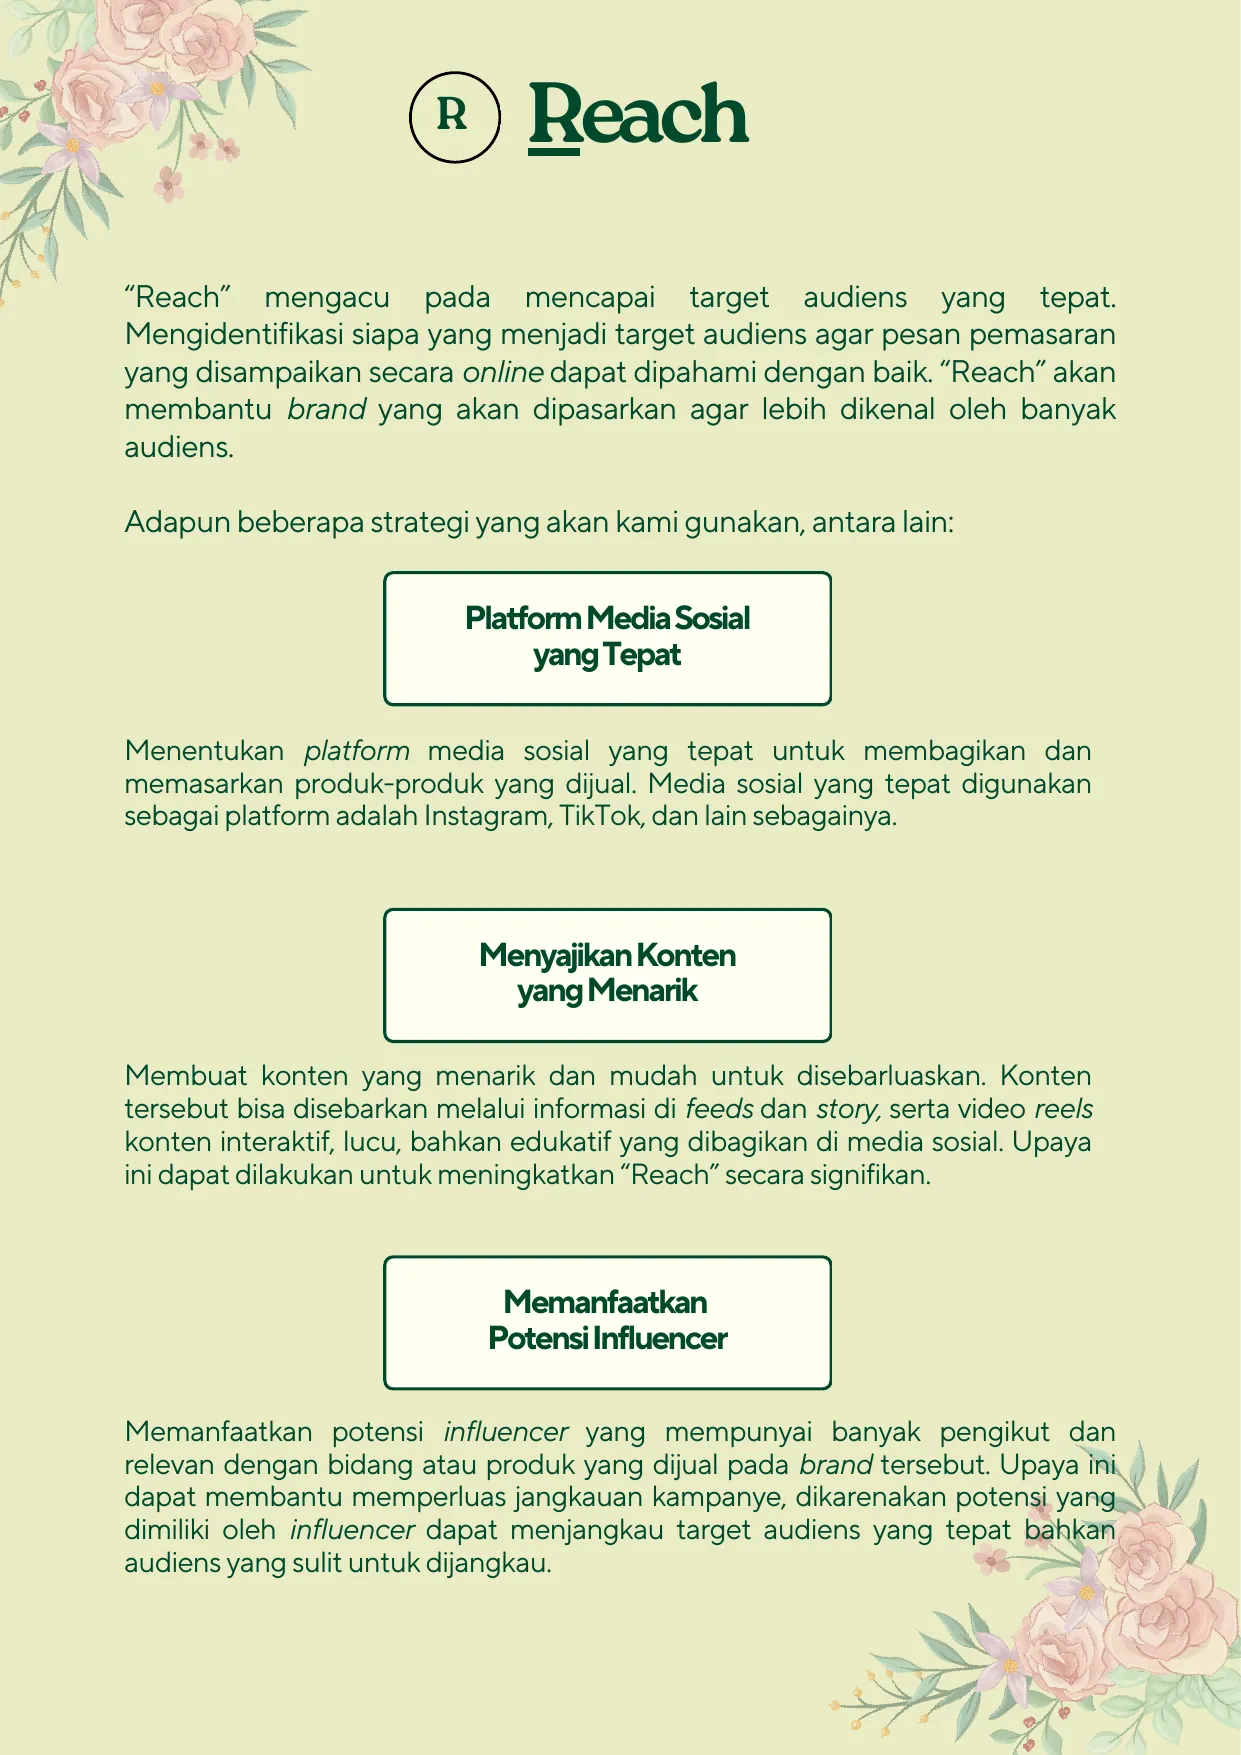 R Reach
“Reach” mengacu pada mencapai target audiens yang tepat.
Mengidentifikasi siapa yang menjadi target audiens agar pesan pemasaran
yang disampaikan secara online dapat dipahami dengan baik. “Reach” akan
membantu brand yang akan dipasarkan agar lebih dikenal oleh banyak
audiens.
Adapun beberapa strategi yang akan kami gunakan, antara lain:
Platform Media Sosial
yang Tepat
Menentukan platform media sosial yang tepat untuk membagikan dan
memasarkan produk-produk yang dijual. Media sosial yang tepat digunakan
sebagai platform adalah Instagram, TikTok, dan lain sebagainya.
Menyajikan Konten
yang Menarik
Membuat konten yang menarik dan mudah untuk disebarluaskan. Konten
tersebut bisa disebarkan melalui informasi di feeds dan story, serta video reels
konten interaktif, lucu, bahkan edukatif yang dibagikan di media sosial. Upaya
ini dapat dilakukan untuk meningkatkan “Reach” secara signifikan.
Memanfaatkan
Potensi Influencer
Memanfaatkan potensi influencer yang mempunyai banyak pengikut dan
relevan dengan bidang atau produk yang dijual pada brand tersebut. Upaya ini
dapat membantu memperluas jangkauan kampanye, dikarenakan potensi yang
dimiliki oleh influencer dapat menjangkau target audiens yang tepat bahkan
audiens yang sulit untuk dijangkau.